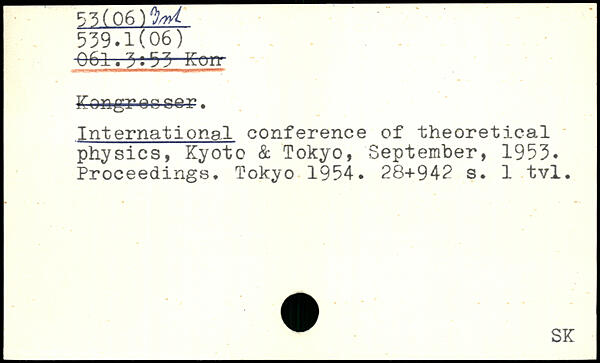 53(06) Int
539.1(06)
061.3:53 Kon
Kongresser.
International conference of theoretical
physics, Kyoto & Tokyo, September, 1953.
Proceedings. Tokyo 1954. 28+942 s. 1 tvl.
SK